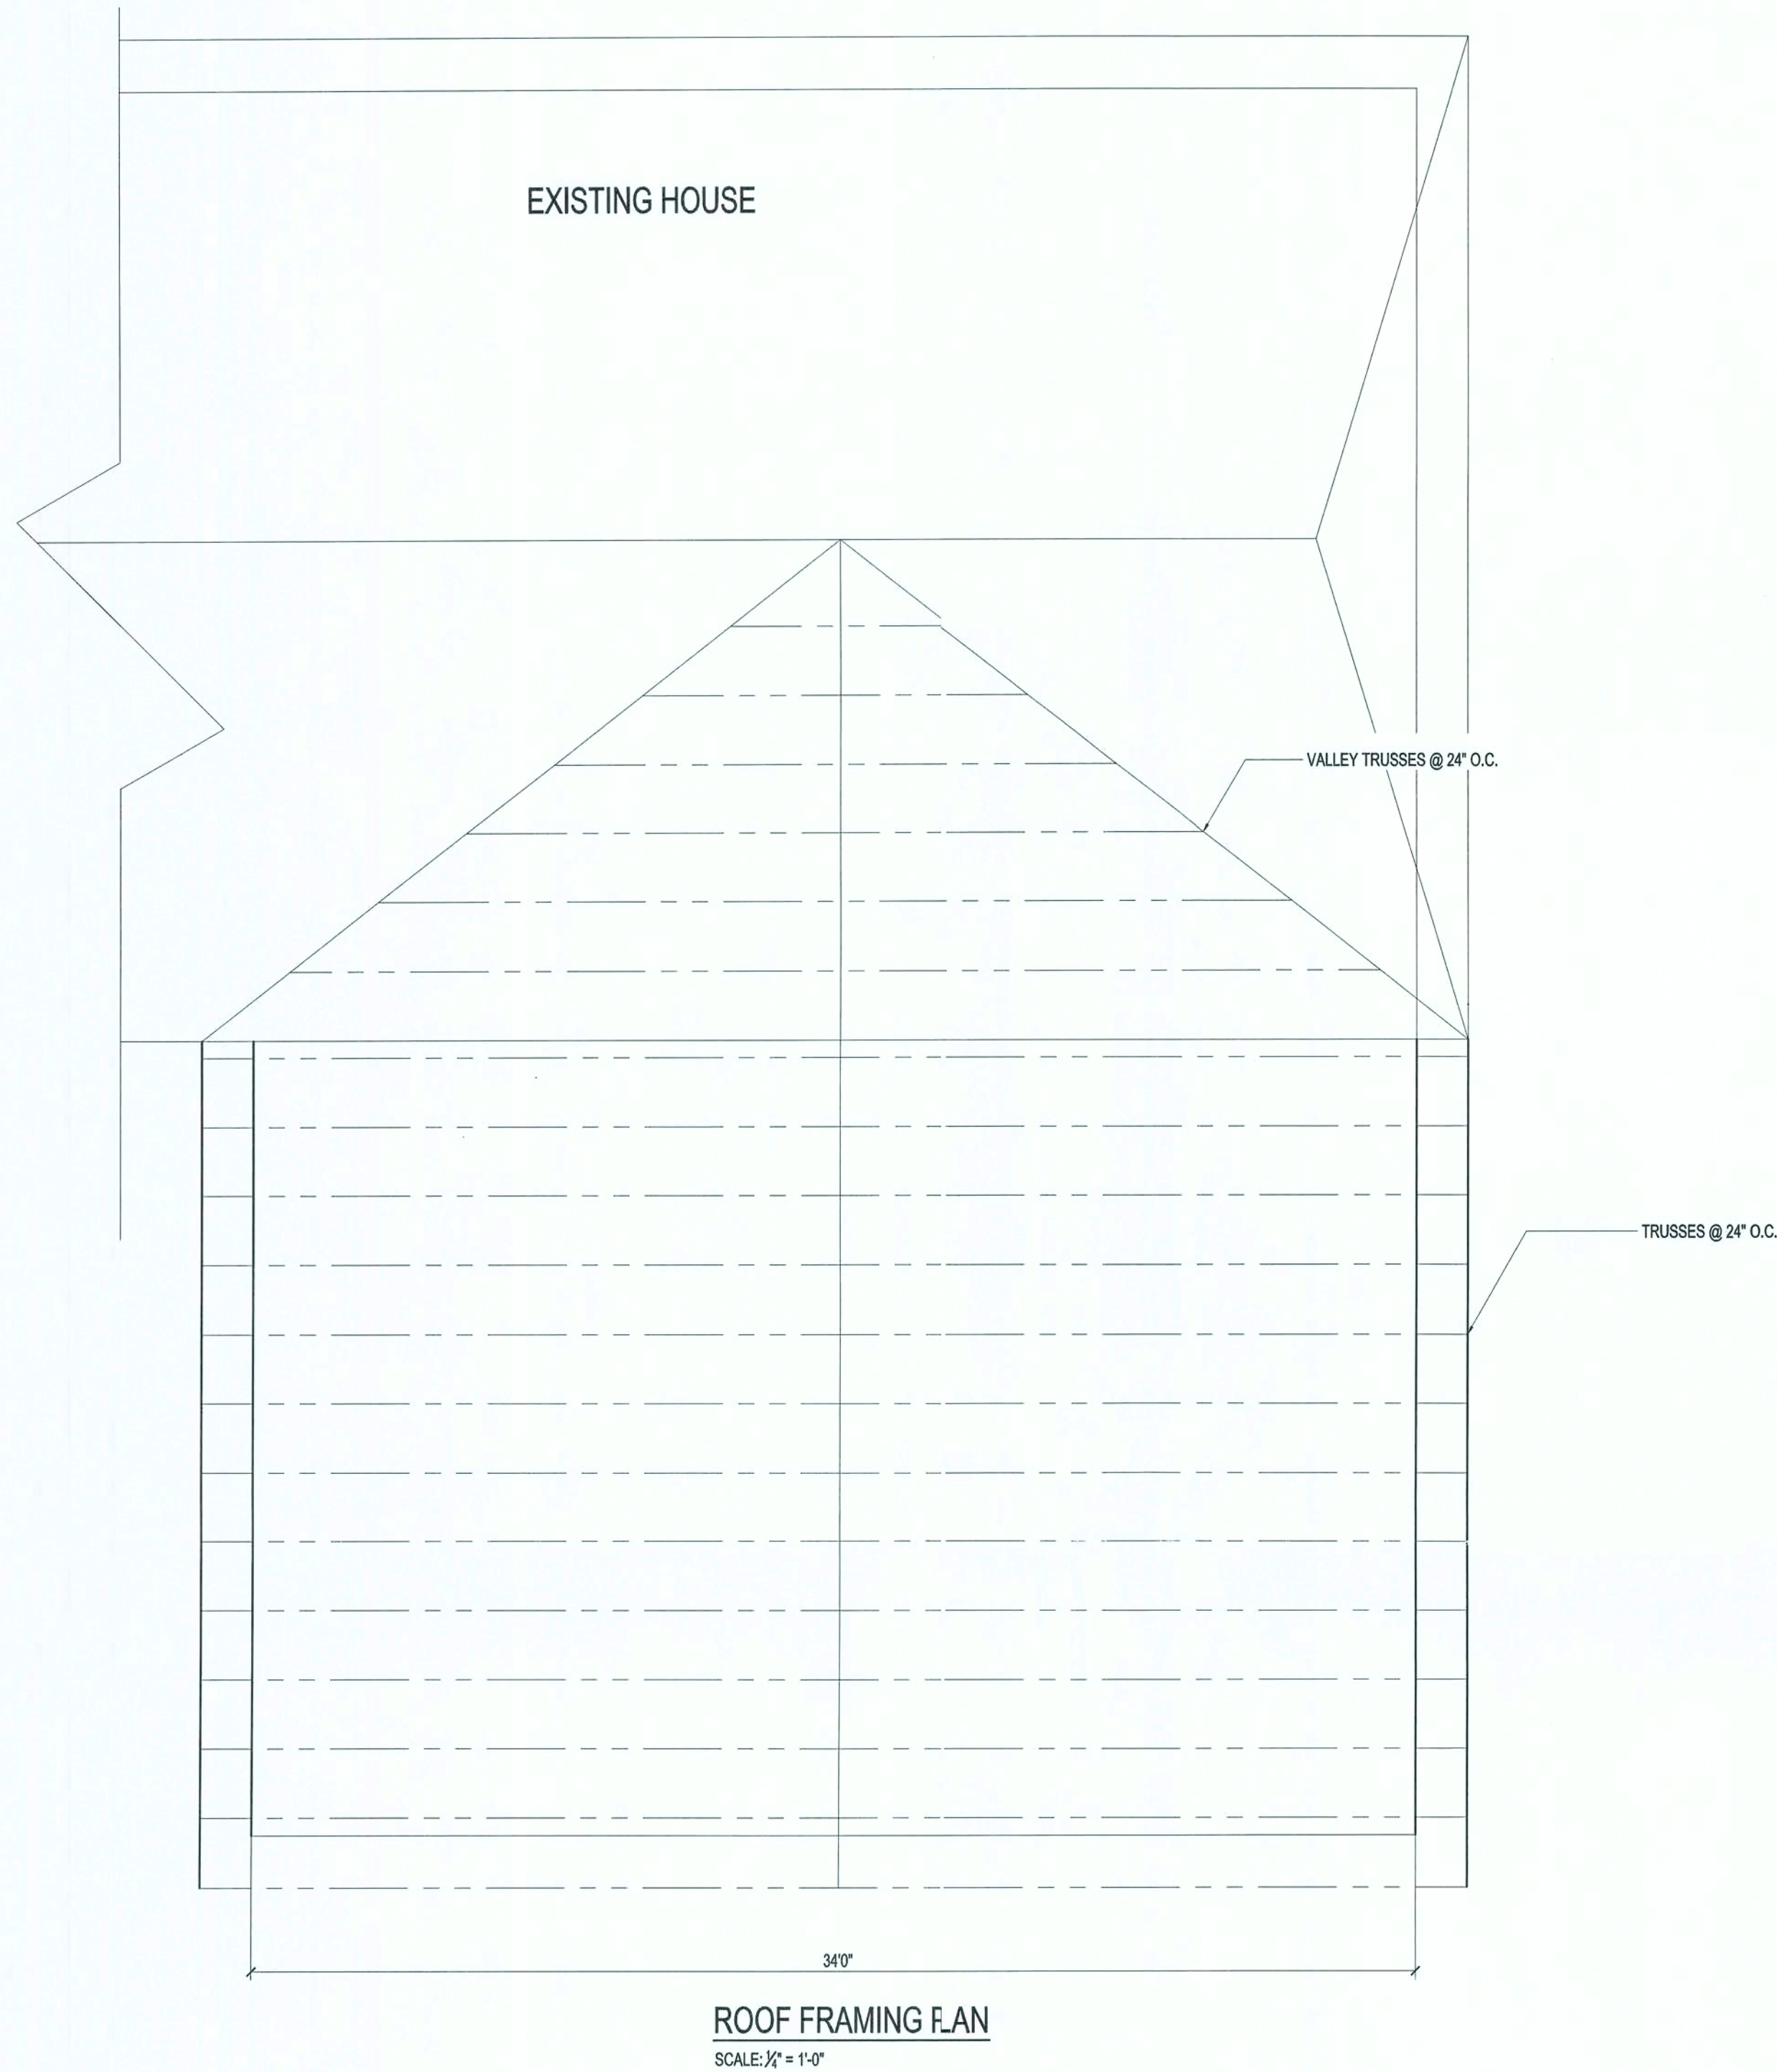 EXISTING HOUSE
VALLEY TRUSSES @ 24" O.C.
TRUSSES @ 24" O.C.
34'0"
ROOF FRAMING PLAN
SCALE: ¼" = 1'-0"